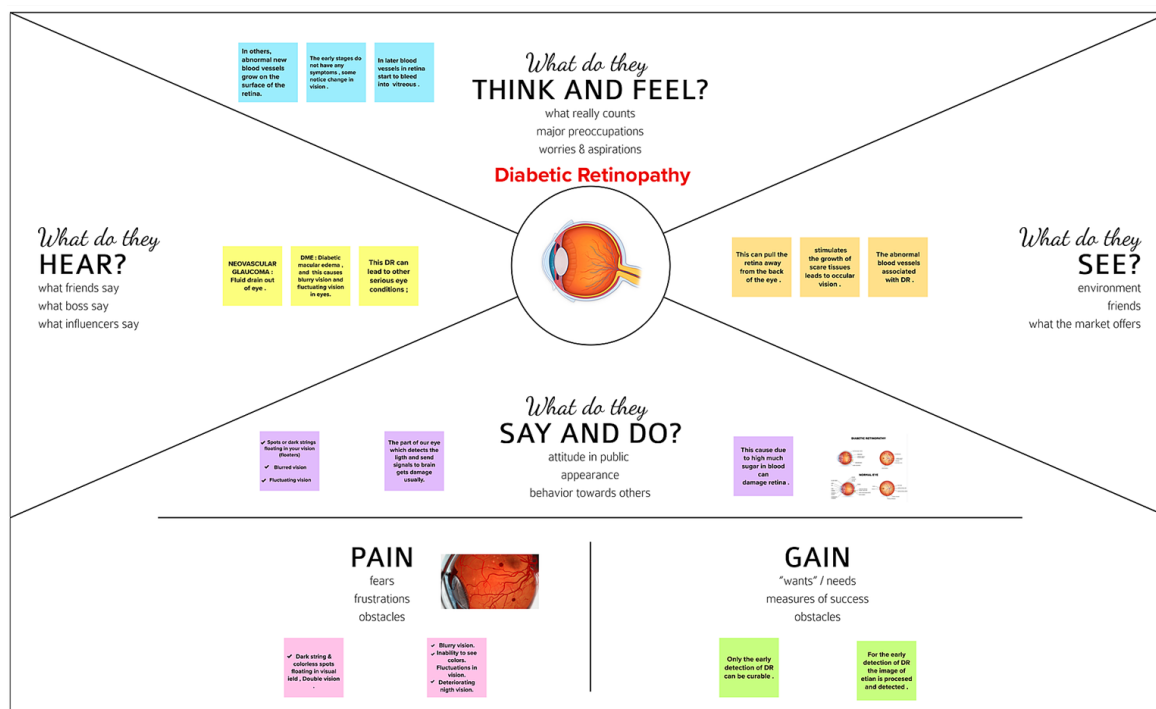 In others,
abnormal new
blood vessels
grow on the
surface of the
retina.
The early stages do
not have any
symptoms , some
notice change in
vision .
In later blood
vessels in retina
start to bleed
into vitreous .
What do they
THINK AND FEEL?
what really counts
major preoccupations
worries & aspirations
Diabetic Retinopathy
What do they
HEAR?
what friends say
what boss say
what influencers say
NEOVASCULAR
GLAUCOMA :
Fluid drain out
of eye .
DME : Diabetic
macular edema ,
and this causes
blurry vision and
fluctuating vision
in eyes.
This DR can
lead to other
serious eye
conditions ;
This can pull the
retina away
from the back
of the eye .
stimulates
the growth of
scare tissues
leads to occular
vision .
The abnormal
blood vessels
associated
with DR .
What do they
SEE?
environment
friends
what the market offers
What do they
SAY AND DO?
attitude in public
appearance
behavior towards others
✓ Spots or dark strings
floating in your vision
(floaters)
✓ Blurred vision
✓ Fluctuating vision
The part of our eye
which detects the
ligth and send
signals to brain
gets damage
usually.
This cause due
to high much
sugar in blood
can
damage retina .
DIABETIC RETINOPATHY
NORMAL EYE
PAIN
fears
frustrations
obstacles
✓ Dark string &
colorless spots
floating in visual
ield , Double vision
.
✓ Blurry vision.
✓ Inability to see
colors.
Fluctuations in
vision.
✓ Deteriorating
nigth vision.
GAIN
"wants" / needs
measures of success
obstacles
Only the early
detection of DR
can be curable .
For the early
detection of DR
the image of
etian is procesed
and detected .